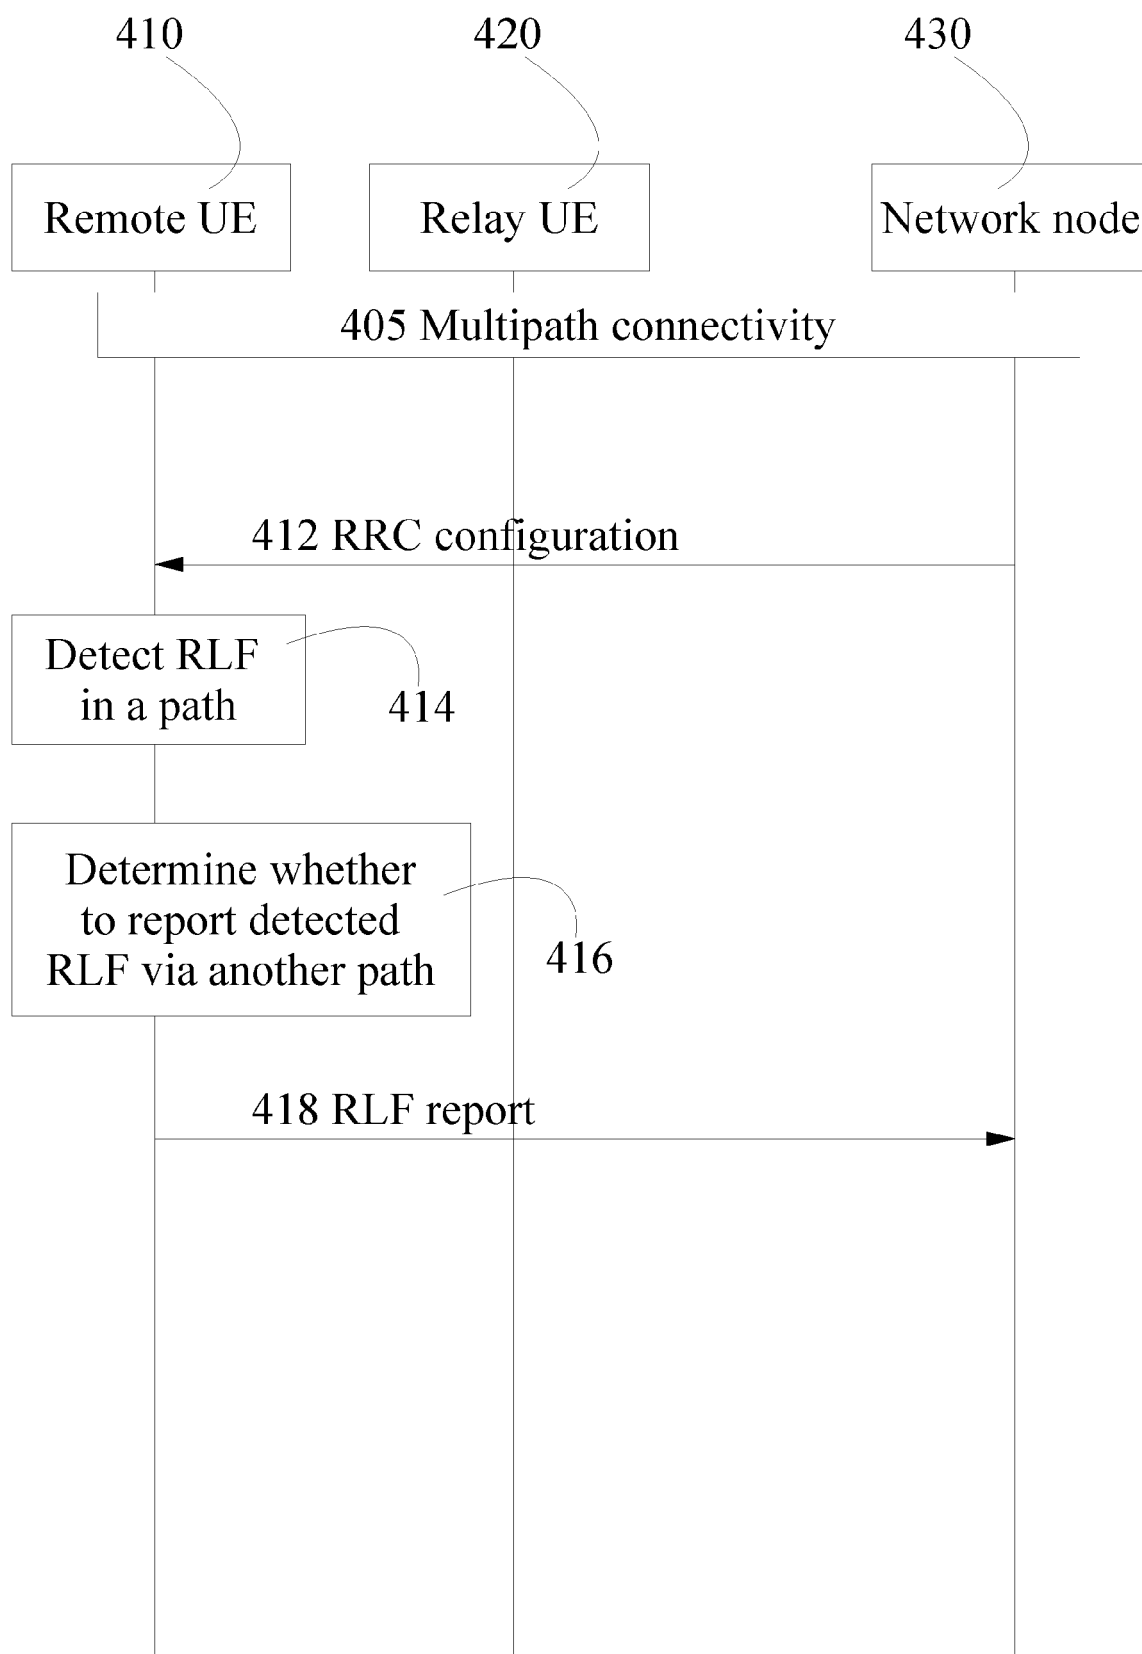 410
420
430
Remote UE
Relay UE
Network node
405 Multipath connectivity
412 RRC configuration
Detect RLF
in a path
414
Determine whether
to report detected
RLF via another path
416
418 RLF report